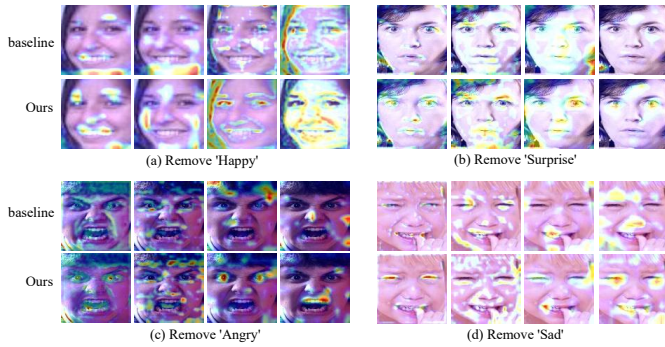 baseline
Ours
(a) Remove 'Happy'
(b) Remove 'Surprise'
baseline
Ours
(c) Remove 'Angry'
(d) Remove 'Sad'